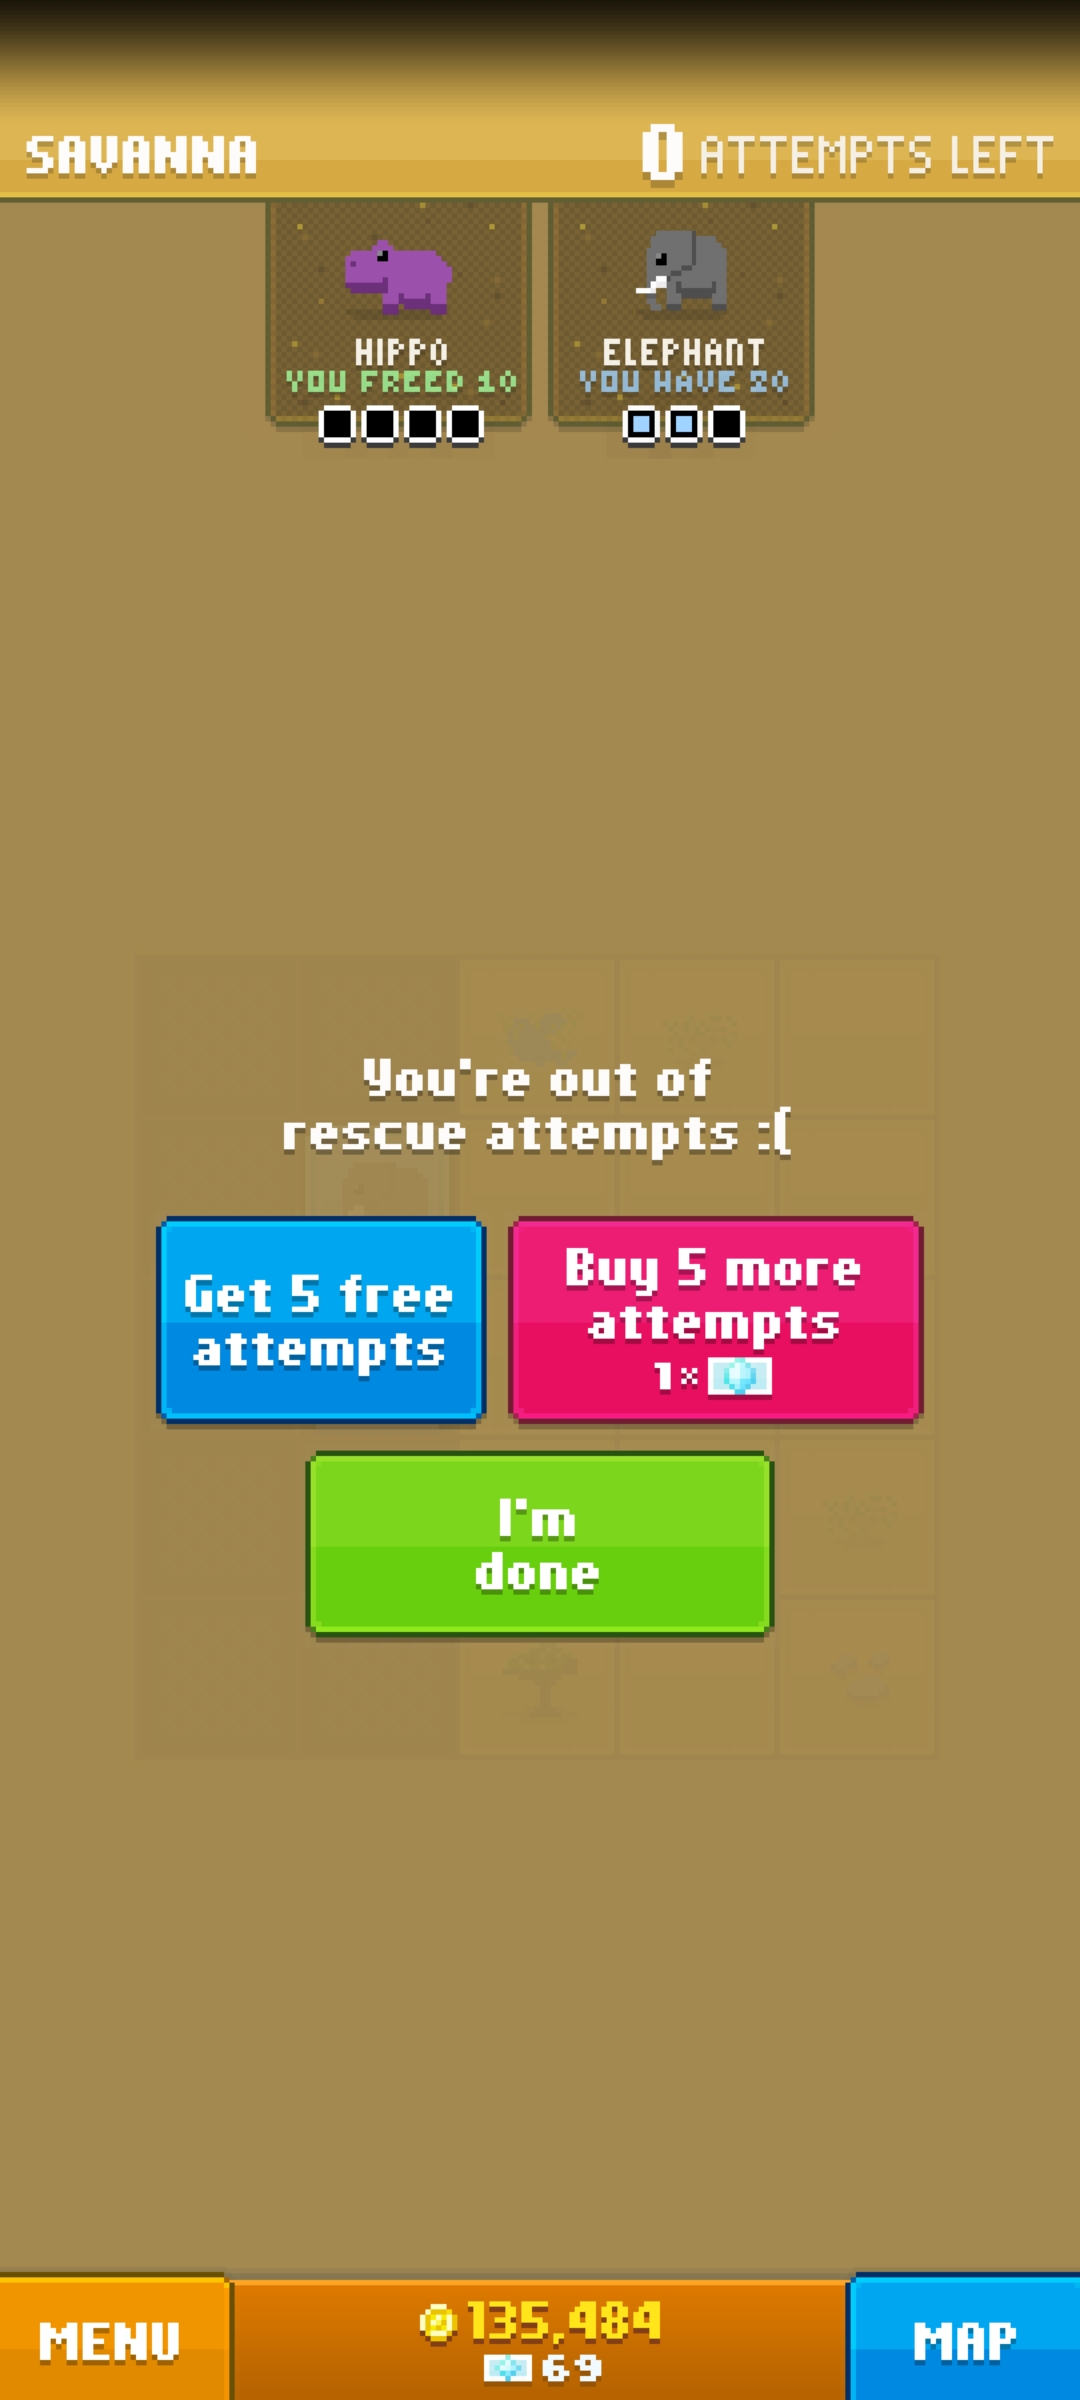 SAVANNA
0 ATTEMPTS LEFT
HIPPO
YOU FREED 10
ELEPHANT
YOU HAVE 20
You're out of
rescue attempts :(
Get 5 free
attempts
Buy 5 more
attempts
1×
I'm
done
MENU
135,484
69
MAP